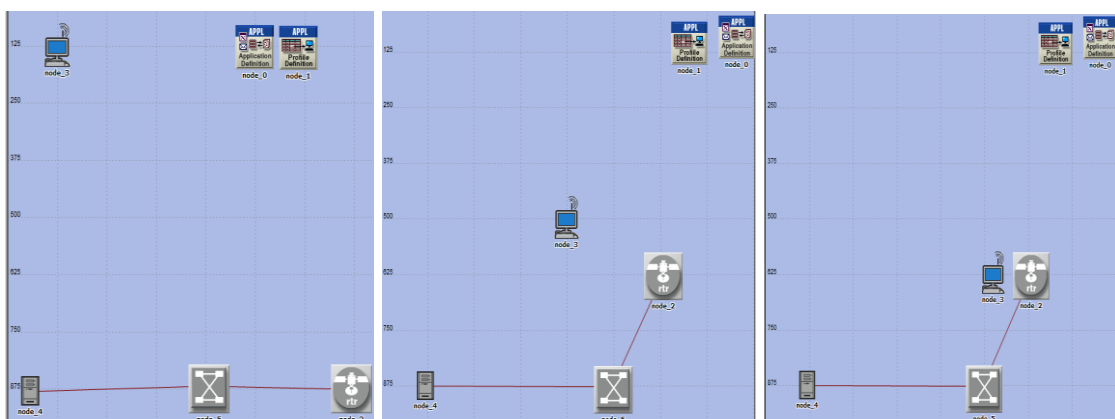 APPL APPL
Application Definition
Profile Definition
node_0 node_1
node_3
125
250
375
500
625
750
875
node_4
rtr
APPL APPL
Profile Definition
Application Definition
node_1 node_0
125
250
375
500
node_3
625
rtr
node_2
750
875
node_4
APPL APPL
Profile Definition
Application Definition
node_1 node_0
125
250
375
500
625
rtr
node_3 node_2
750
875
node_4